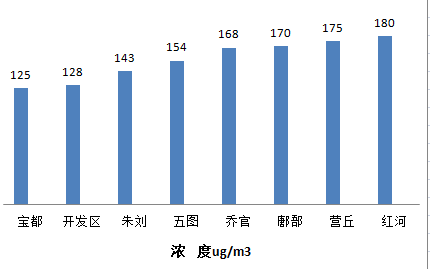 125 128 143 154 168 170 175 180
宝都 开发区 朱刘 五图 乔官 鄌郚 营丘 红河
浓 度ug/m3